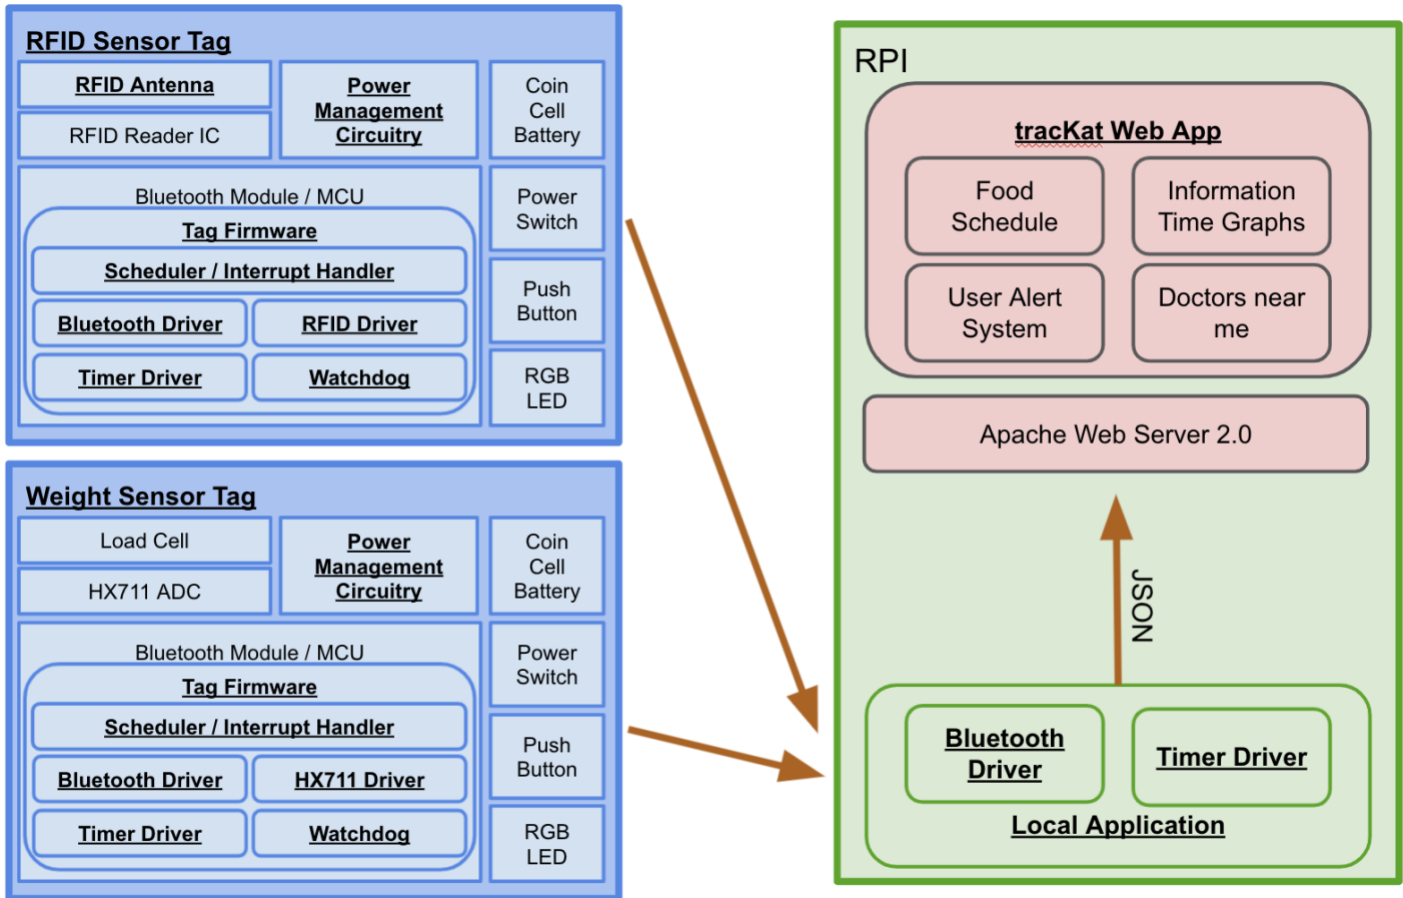 RFID Sensor Tag
RFID Antenna
RFID Reader IC
Power
Management
Circuitry
Coin
Cell
Battery
Bluetooth Module / MCU
Tag Firmware
Scheduler / Interrupt Handler
Bluetooth Driver
RFID Driver
Timer Driver
Watchdog
Power
Switch
Push
Button
RGB
LED
Weight Sensor Tag
Load Cell
HX711 ADC
Power
Management
Circuitry
Coin
Cell
Battery
Bluetooth Module / MCU
Tag Firmware
Scheduler / Interrupt Handler
Bluetooth Driver
HX711 Driver
Timer Driver
Watchdog
Power
Switch
Push
Button
RGB
LED
RPI
tracKat Web App
Food
Schedule
Information
Time Graphs
User Alert
System
Doctors near
me
Apache Web Server 2.0
JSON
Bluetooth
Driver
Timer Driver
Local Application